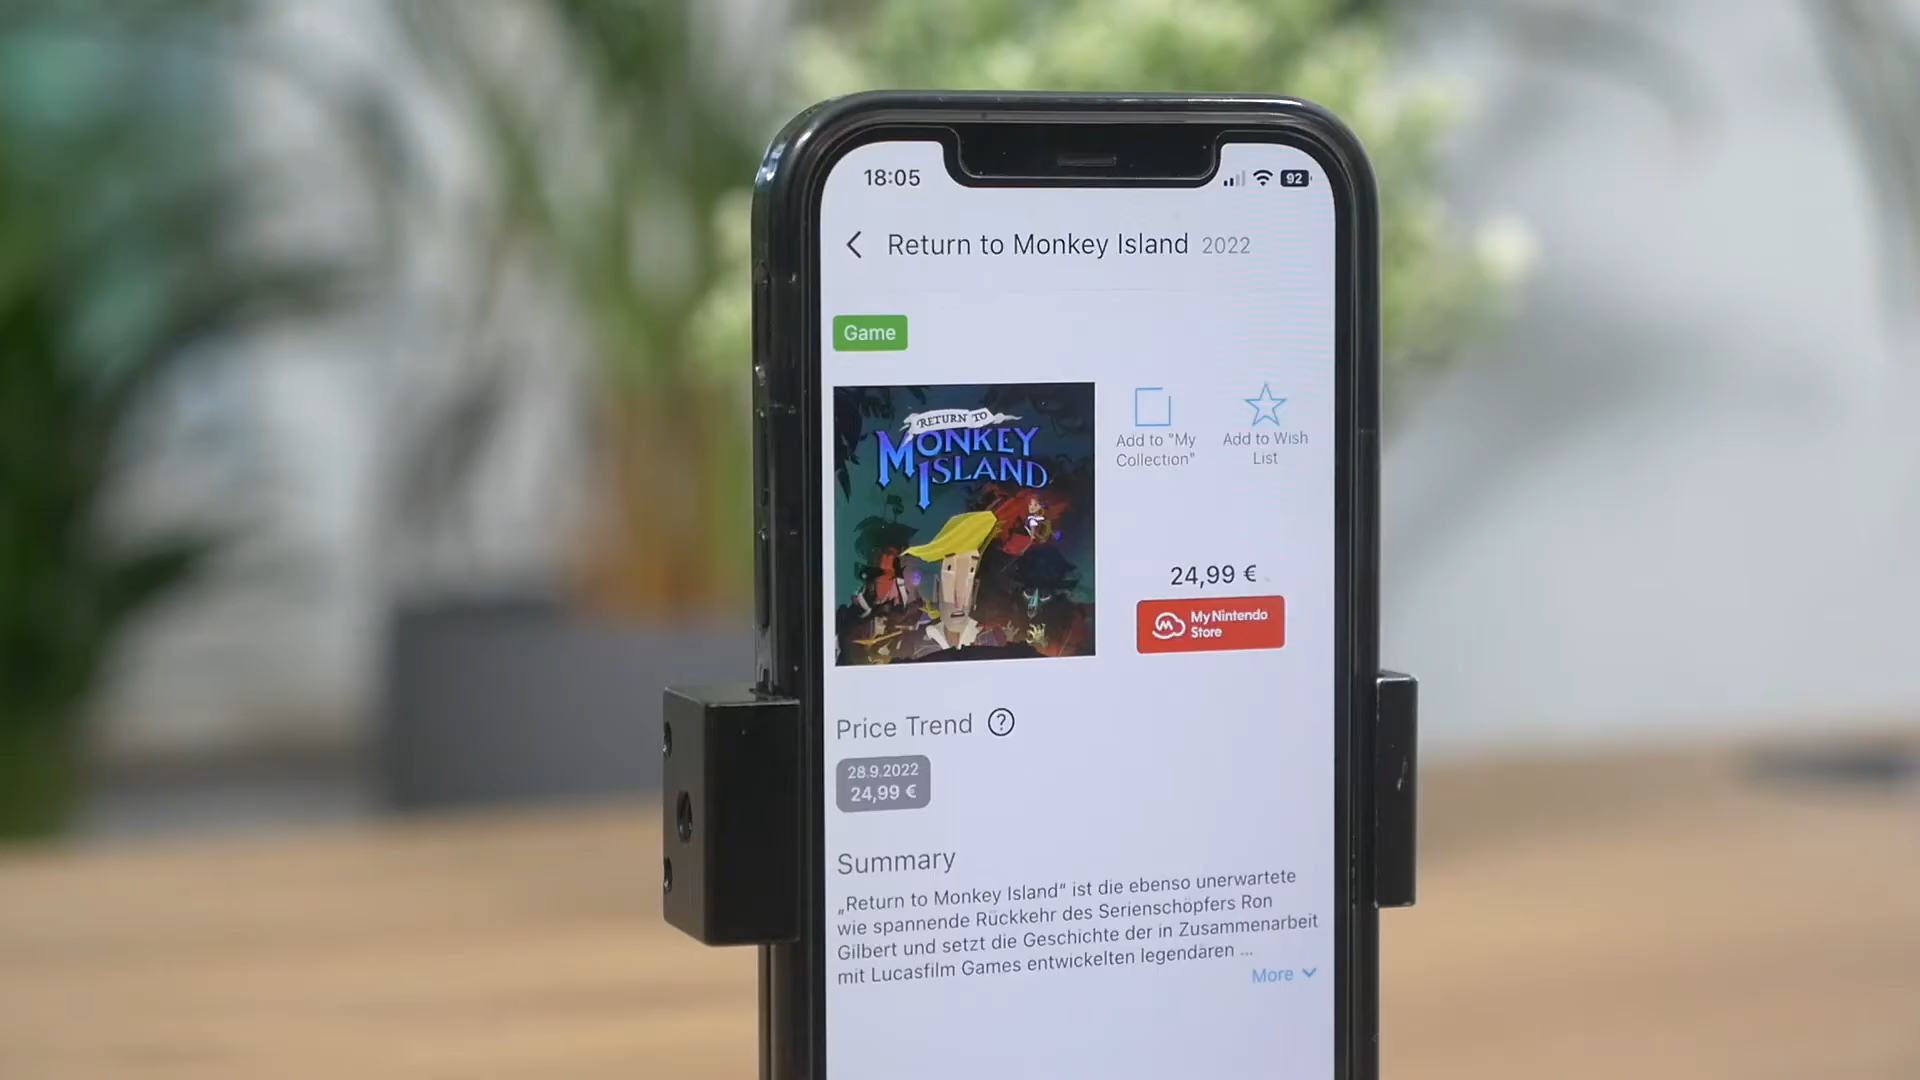 18:05
92
Return to Monkey Island 2022
Game
RETURN TO
MONKEY
ISLAND
Add to "My
Collection"
Add to Wish
List
24,99 €
My Nintendo
Store
Price Trend ?
28.9.2022
24,99 €
Summary
„Return to Monkey Island“ ist die ebenso unerwartete
wie spannende Rückkehr des Serienschöpfers Ron
Gilbert und setzt die Geschichte der in Zusammenarbeit
mit Lucasfilm Games entwickelten legendären ...
More